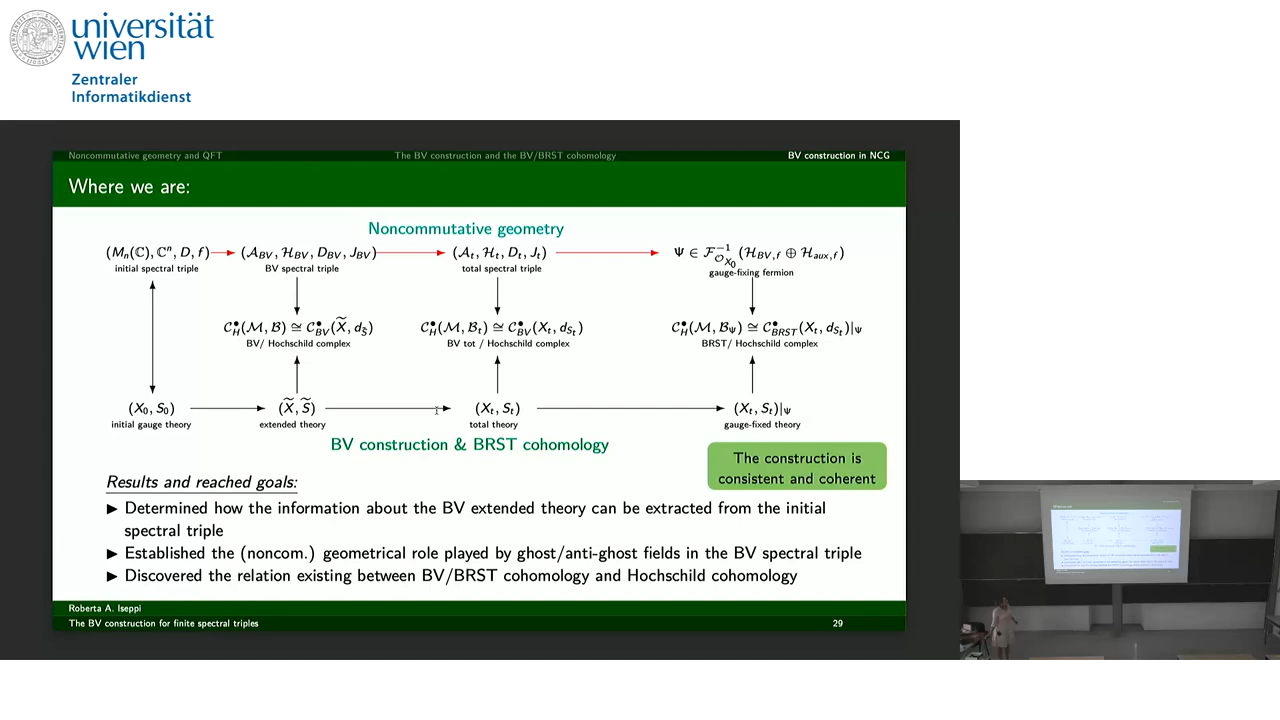 universität
wien
Zentraler
Informatikdienst
Noncommutative geometry and QFT The BV construction and the BV/BRST cohomology BV construction in NCG
Where we are:
Noncommutative geometry
(Mₙ(ℂ), ℂⁿ, D, f) (𝒜_BV, ℋ_BV, D_BV, J_BV) (𝒜_t, ℋ_t, D_t, J_t) Ψ ∈ ℱ⁻¹_{𝒪_{X₀}}(ℋ_{BV,f} ⊕ ℋ_{aux,f})
initial spectral triple BV spectral triple total spectral triple gauge-fixing fermion
𝒞•_H(ℳ, ℬ) ≅ 𝒞•_BV(X̃, d_S̃) 𝒞•_H(ℳ, ℬ_t) ≅ 𝒞•_BV(X_t, d_{S_t}) 𝒞•_H(ℳ, ℬ_Ψ) ≅ 𝒞•_BRST(X_t, d_{S_t})|_Ψ
BV/ Hochschild complex BV tot / Hochschild complex BRST/ Hochschild complex
(X₀, S₀) (X̃, S̃) (X_t, S_t) (X_t, S_t)|_Ψ
initial gauge theory extended theory total theory gauge-fixed theory
BV construction & BRST cohomology
The construction is
consistent and coherent
Results and reached goals:
▶ Determined how the information about the BV extended theory can be extracted from the initial
spectral triple
▶ Established the (noncom.) geometrical role played by ghost/anti-ghost fields in the BV spectral triple
▶ Discovered the relation existing between BV/BRST cohomology and Hochschild cohomology
Roberta A. Iseppi
The BV construction for finite spectral triples 29